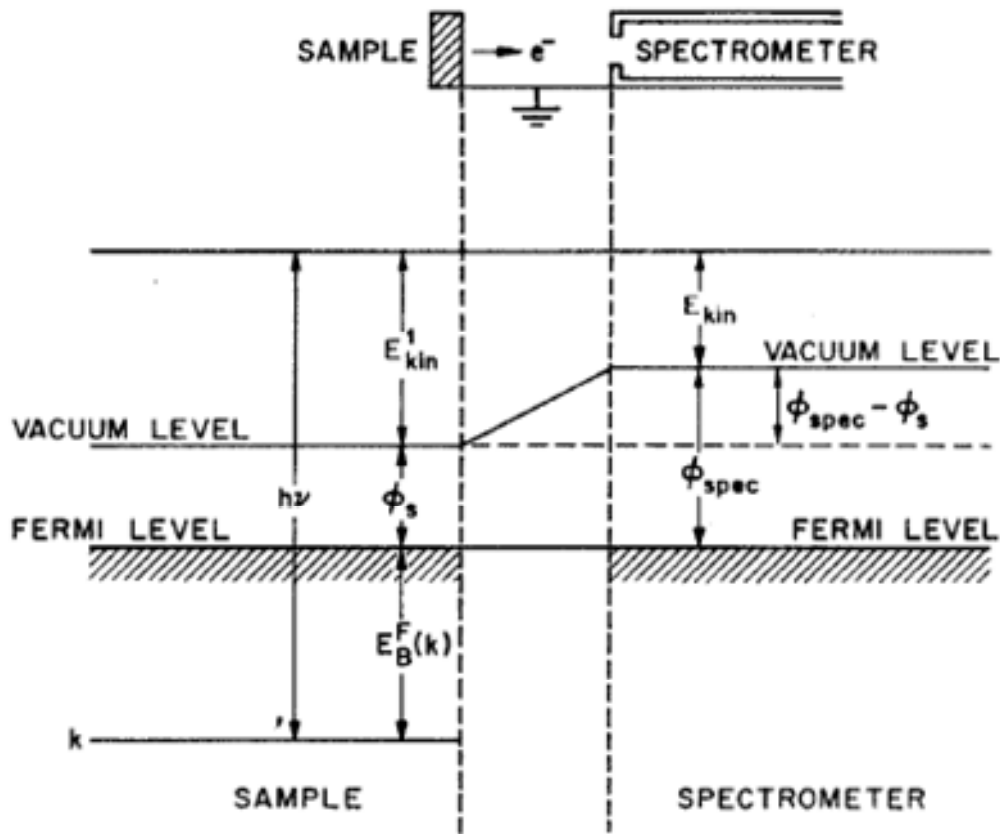 SAMPLE
e⁻
SPECTROMETER
E¹kin
Ekin
VACUUM LEVEL
ϕspec − ϕs
VACUUM LEVEL
hν
ϕs
ϕspec
FERMI LEVEL
FERMI LEVEL
E_B^F(k)
k
SAMPLE
SPECTROMETER